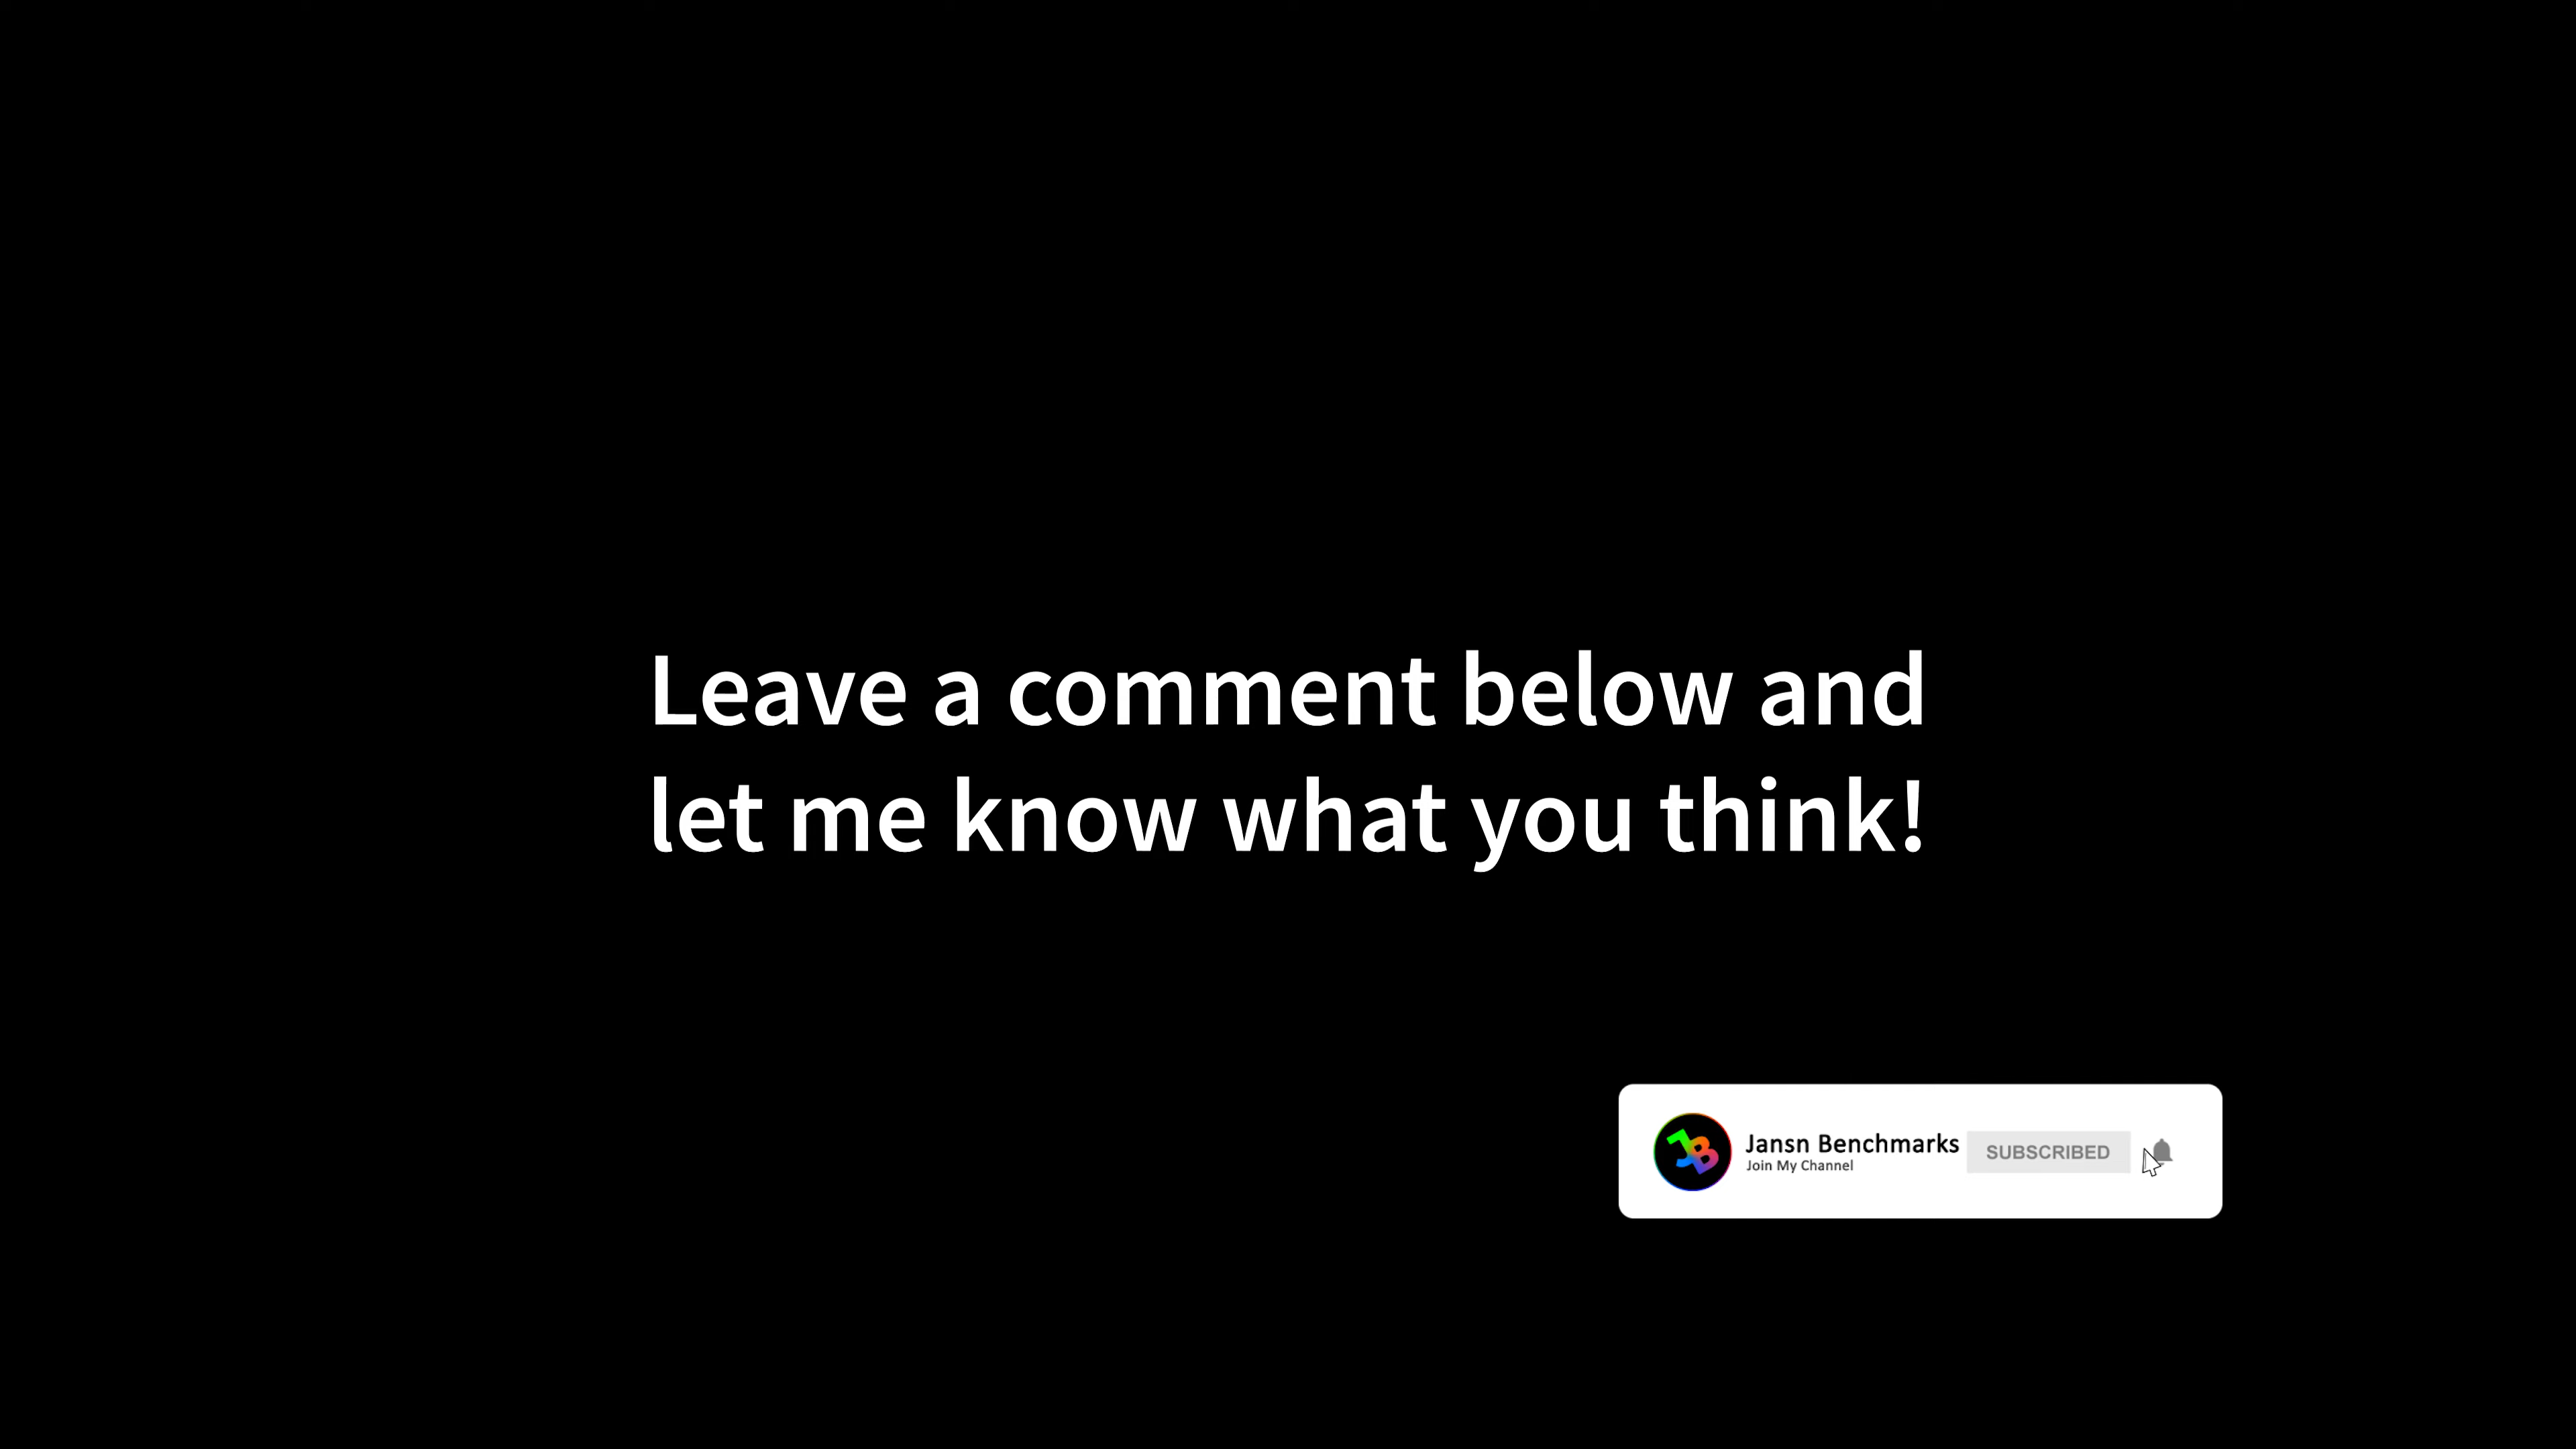 Leave a comment below and
let me know what you think!
Jansn Benchmarks
Join My Channel
SUBSCRIBED